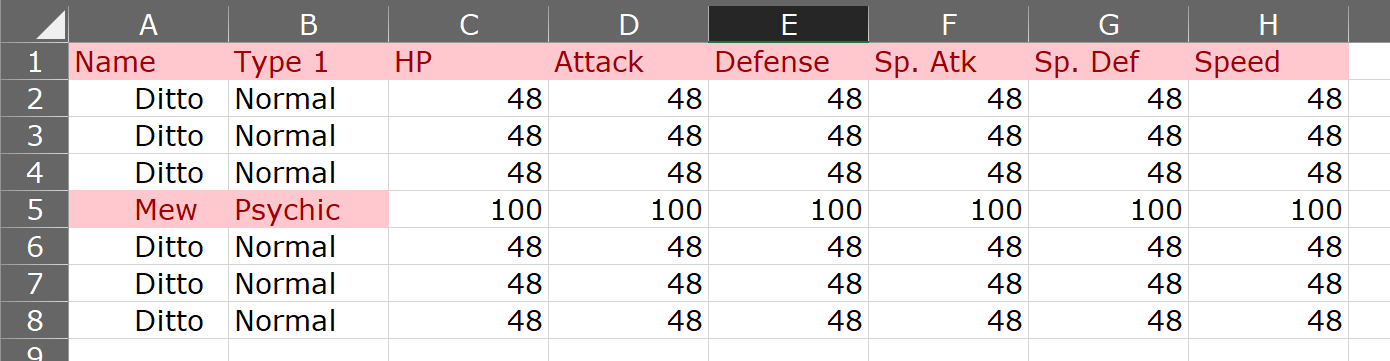 A B C D E F G H
1 Name Type 1 HP Attack Defense Sp. Atk Sp. Def Speed
2 Ditto Normal 48 48 48 48 48 48
3 Ditto Normal 48 48 48 48 48 48
4 Ditto Normal 48 48 48 48 48 48
5 Mew Psychic 100 100 100 100 100 100
6 Ditto Normal 48 48 48 48 48 48
7 Ditto Normal 48 48 48 48 48 48
8 Ditto Normal 48 48 48 48 48 48
9